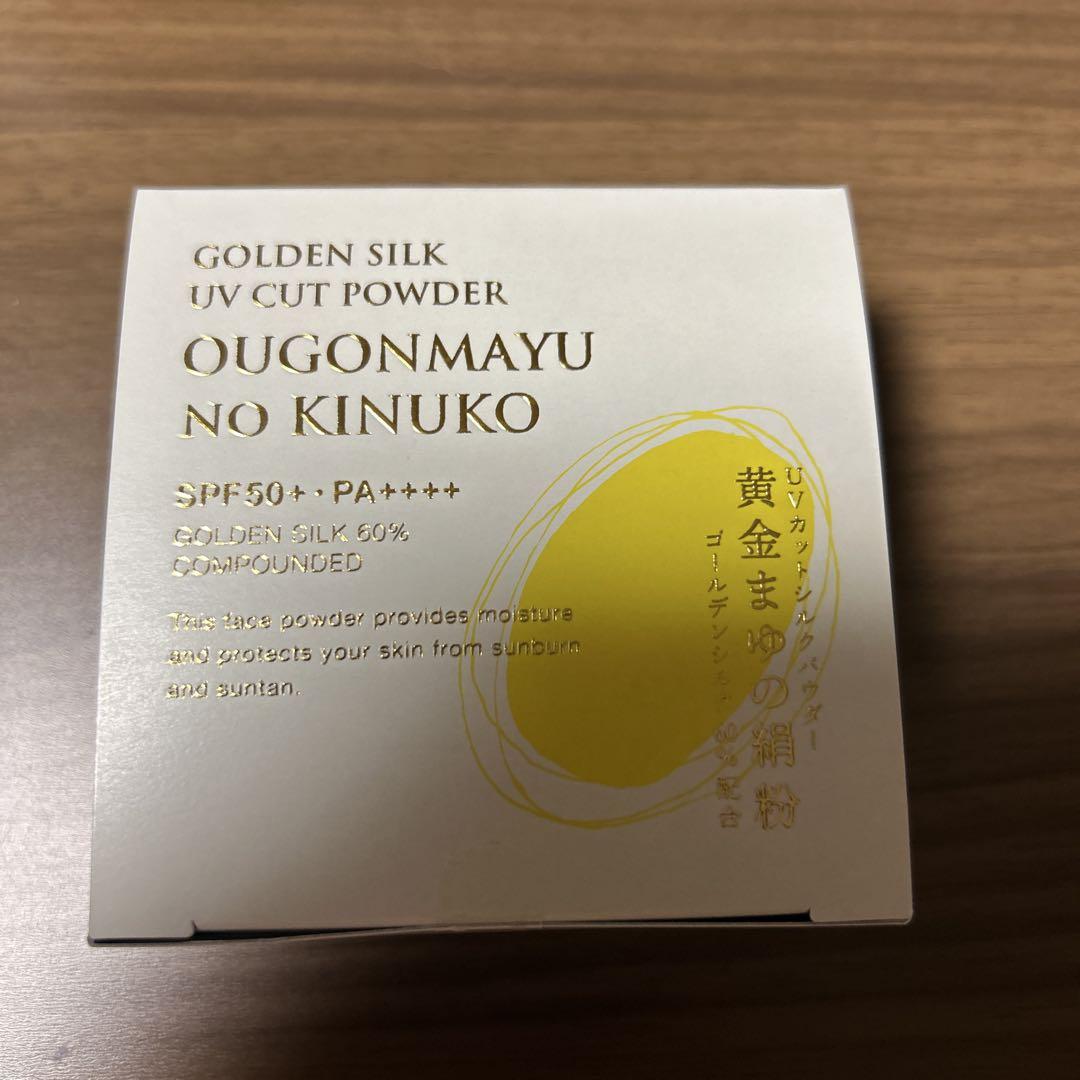 GOLDEN SILK
UV CUT POWDER
OUGONMAYU
NO KINUKO
SPF50+・PA++++
GOLDEN SILK 60%
COMPOUNDED
This face powder provides moisture
and protects your skin from sunburn
and suntan.
UVカットシルクパウダー
黄金まゆの絹粉
ゴールデンシルク60%配合